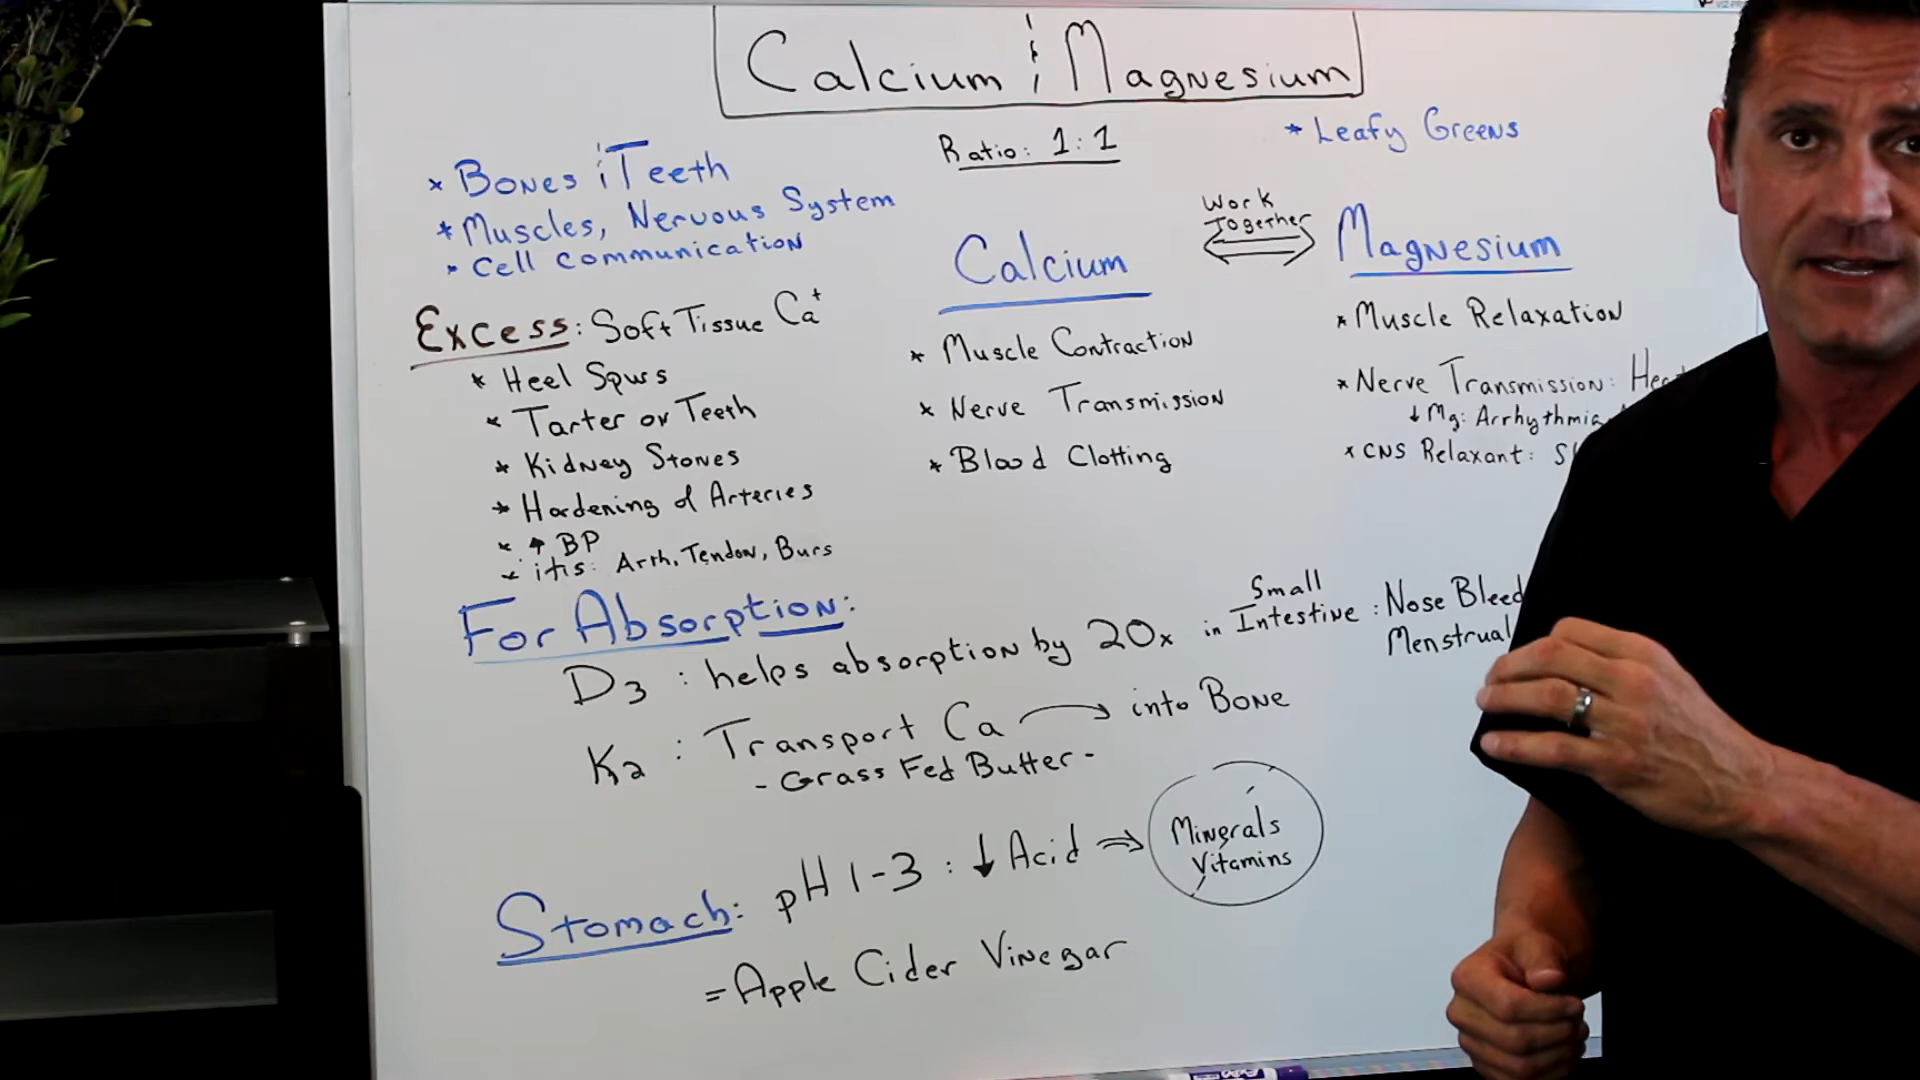 Calcium & Magnesium
Ratio: 1:1
* Leafy Greens
* Bones & Teeth
* Muscles, Nervous System
* Cell communication
Excess: Soft Tissue Ca+
* Heel Spurs
* Tarter on Teeth
* Kidney Stones
* Hardening of Arteries
* ↑ BP
* itis: Arth, Tendon, Burs
Calcium
* Muscle Contraction
* Nerve Transmission
* Blood Clotting
Work
Together
Magnesium
* Muscle Relaxation
* Nerve Transmission:
↓ Mg: Arrhythmia
* CNS Relaxant:
For Absorption:
D3 : helps absorption by 20x in Small Intestine : Nose Bleed
Menstrual
K2 : Transport Ca → into Bone
- Grass Fed Butter -
Stomach: pH 1-3 : ↓ Acid ⇒ Minerals
Vitamins
= Apple Cider Vinegar